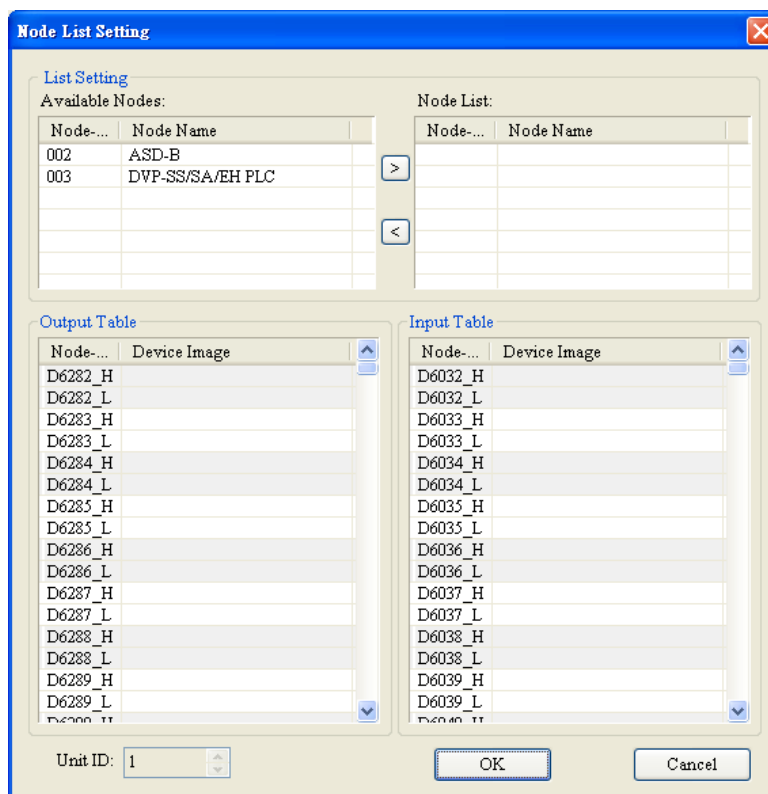 Node List Setting
List Setting
Available Nodes:
Node-... Node Name
002 ASD-B
003 DVP-SS/SA/EH PLC
>
<
Node List:
Node-... Node Name
Output Table
Node-... Device Image
D6282_H
D6282_L
D6283_H
D6283_L
D6284_H
D6284_L
D6285_H
D6285_L
D6286_H
D6286_L
D6287_H
D6287_L
D6288_H
D6288_L
D6289_H
D6289_L
Input Table
Node-... Device Image
D6032_H
D6032_L
D6033_H
D6033_L
D6034_H
D6034_L
D6035_H
D6035_L
D6036_H
D6036_L
D6037_H
D6037_L
D6038_H
D6038_L
D6039_H
D6039_L
Unit ID: 1
OK
Cancel